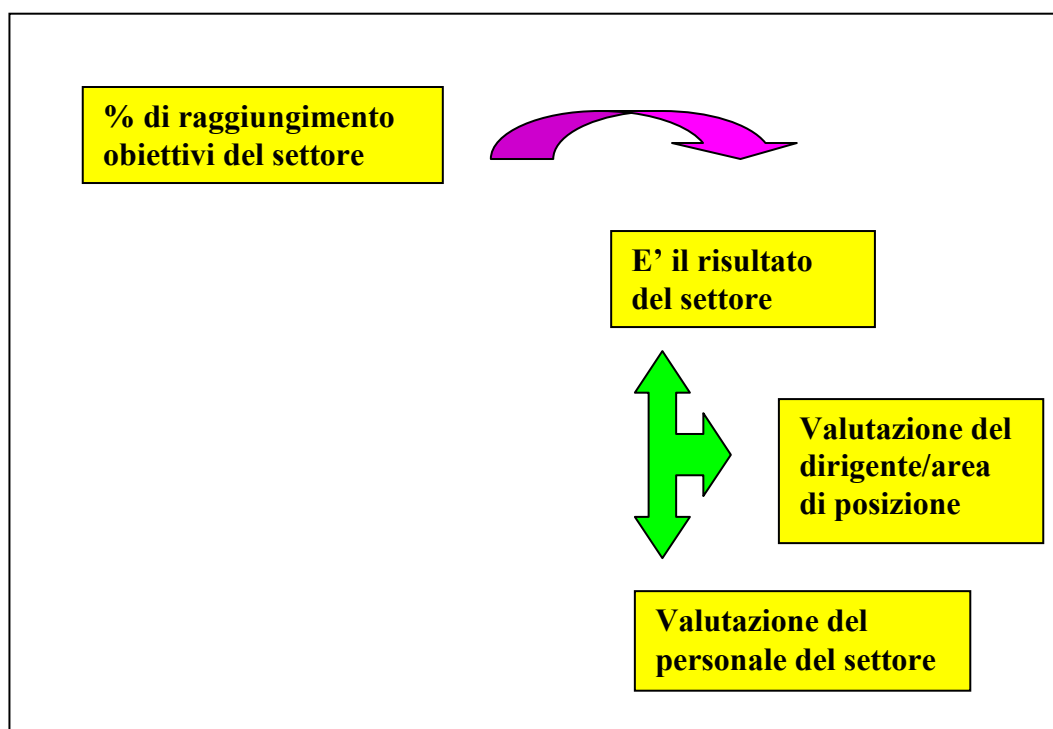 % di raggiungimento
obiettivi del settore
E’ il risultato
del settore
Valutazione del
dirigente/area
di posizione
Valutazione del
personale del settore